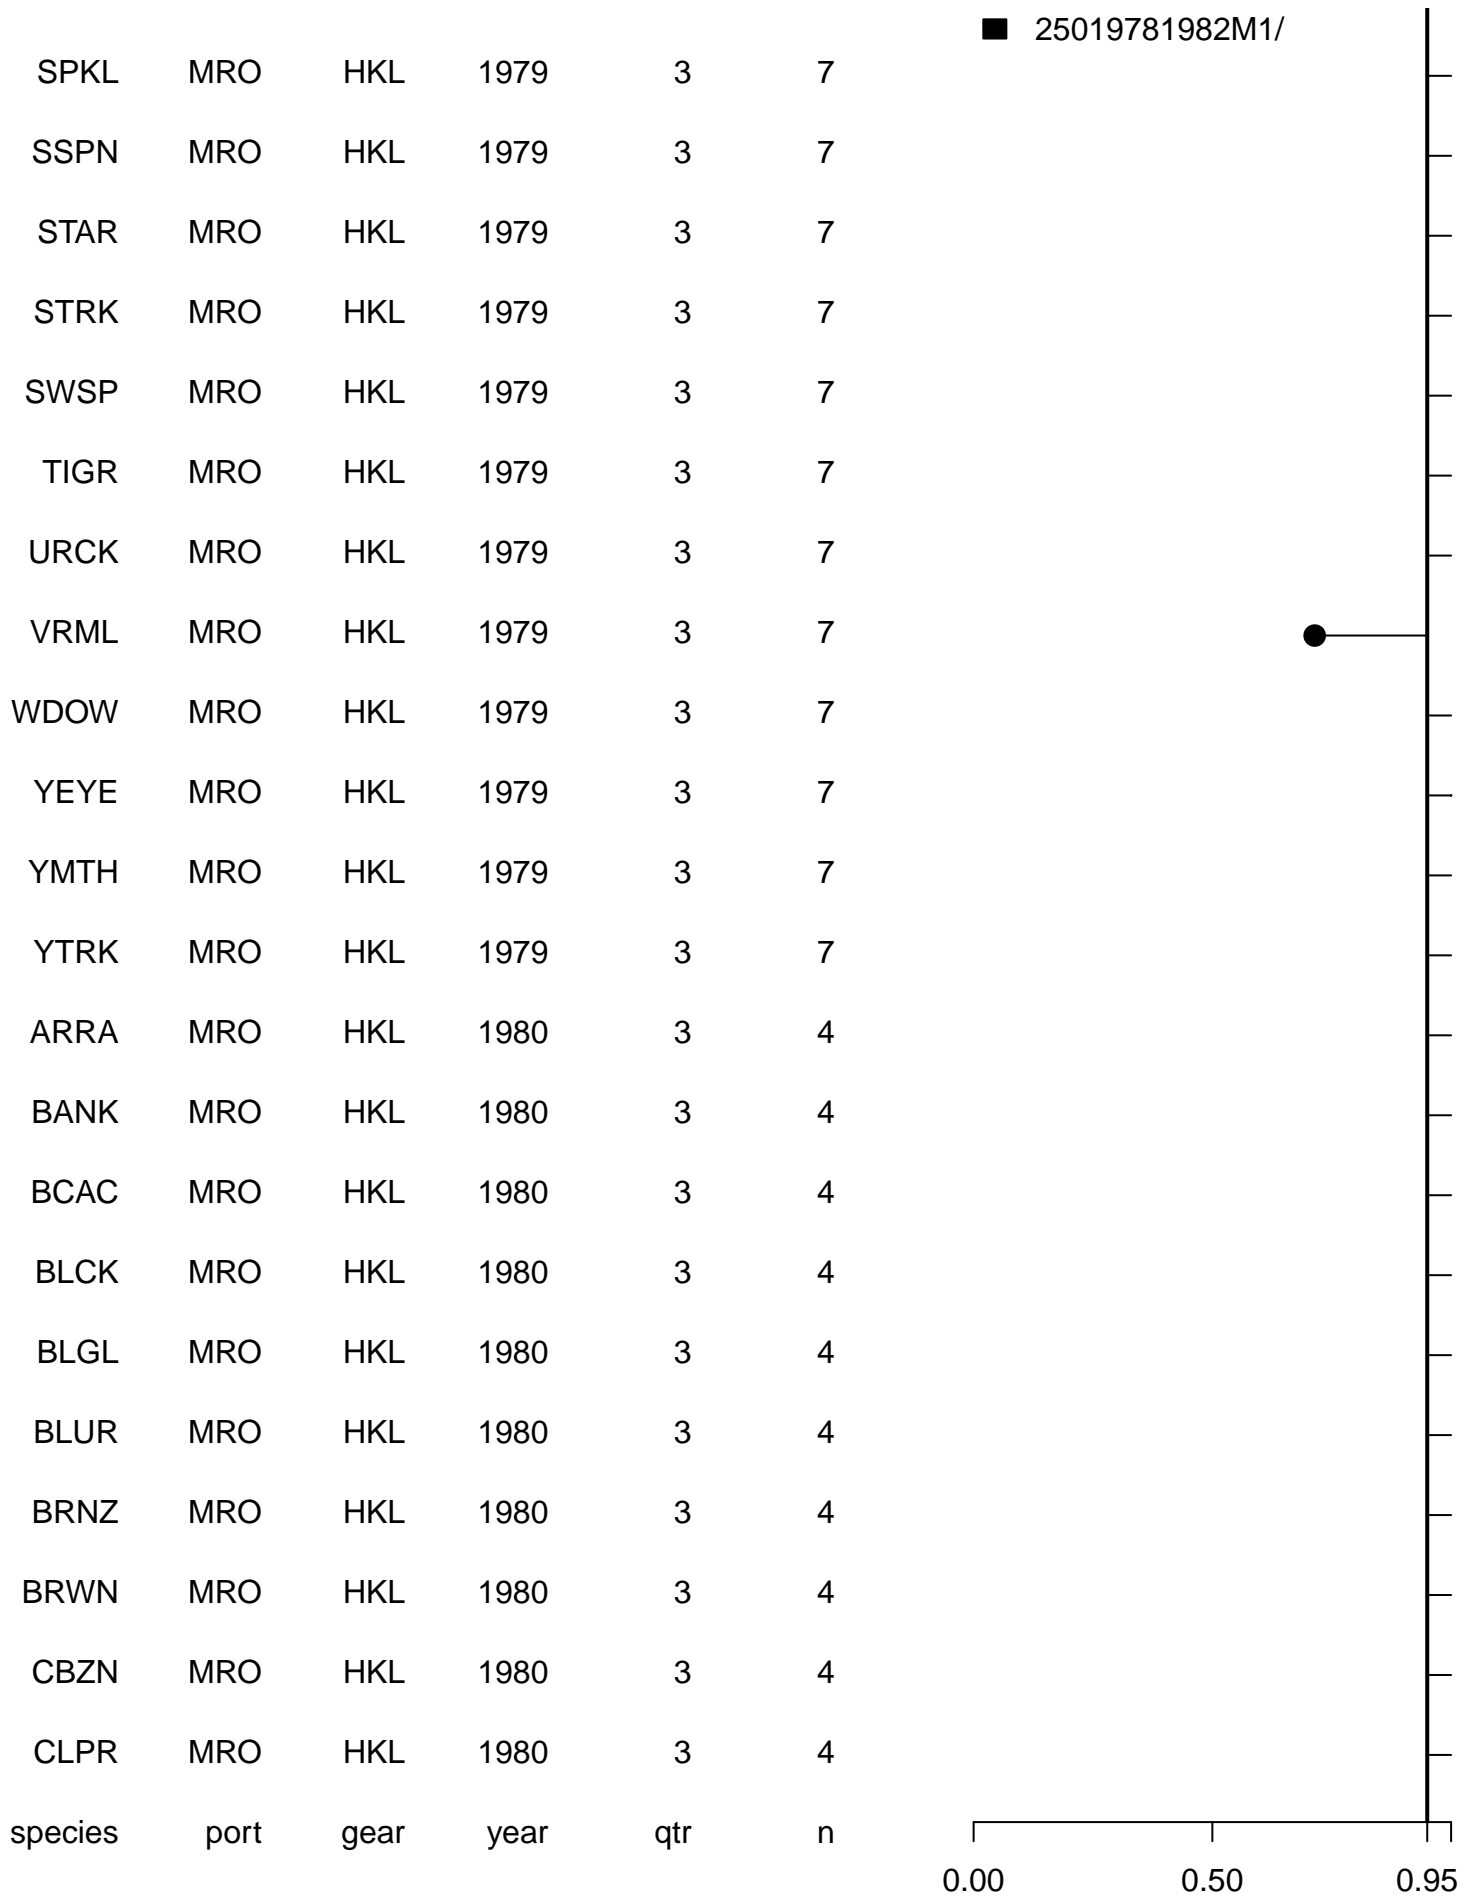 25019781982M1/
SPKL MRO HKL 1979 3 7
SSPN MRO HKL 1979 3 7
STAR MRO HKL 1979 3 7
STRK MRO HKL 1979 3 7
SWSP MRO HKL 1979 3 7
TIGR MRO HKL 1979 3 7
URCK MRO HKL 1979 3 7
VRML MRO HKL 1979 3 7
WDOW MRO HKL 1979 3 7
YEYE MRO HKL 1979 3 7
YMTH MRO HKL 1979 3 7
YTRK MRO HKL 1979 3 7
ARRA MRO HKL 1980 3 4
BANK MRO HKL 1980 3 4
BCAC MRO HKL 1980 3 4
BLCK MRO HKL 1980 3 4
BLGL MRO HKL 1980 3 4
BLUR MRO HKL 1980 3 4
BRNZ MRO HKL 1980 3 4
BRWN MRO HKL 1980 3 4
CBZN MRO HKL 1980 3 4
CLPR MRO HKL 1980 3 4
species port gear year qtr n
0.00 0.50 0.95